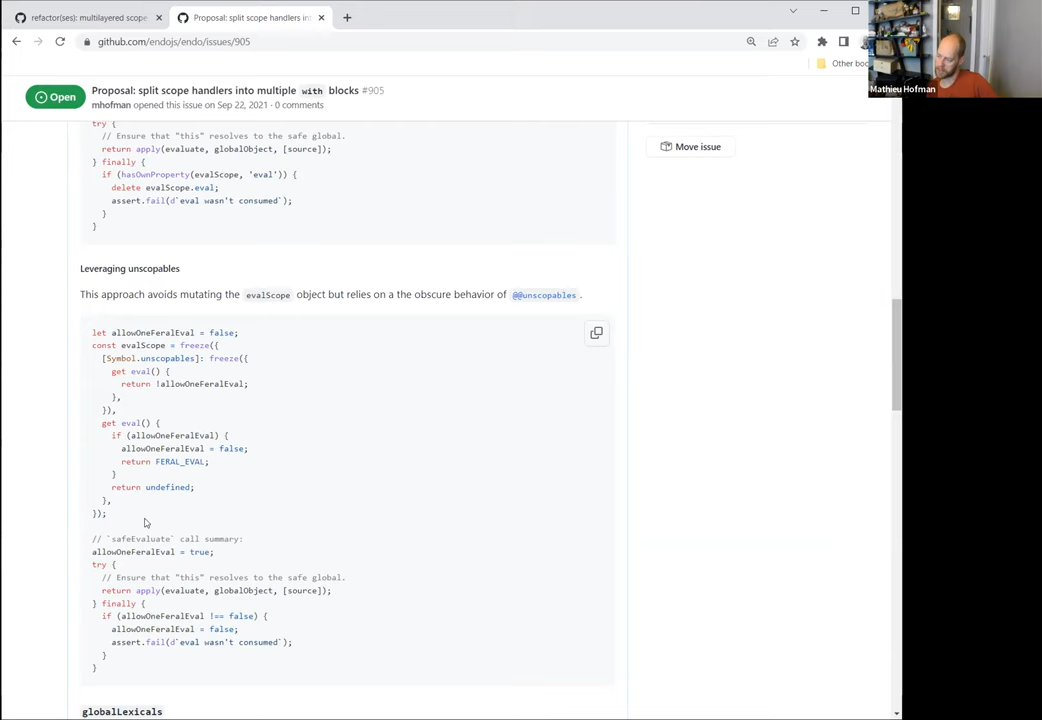 refactor(ses): multilayered scope
Proposal: split scope handlers in
github.com/endojs/endo/issues/905
Other boo
Mathieu Hofman
Open
Proposal: split scope handlers into multiple with blocks #905
mhofman opened this issue on Sep 22, 2021 · 0 comments
Move issue
try {
// Ensure that "this" resolves to the safe global.
return apply(evaluate, globalObject, [source]);
} finally {
if (hasOwnProperty(evalScope, 'eval')) {
delete evalScope.eval;
assert.fail(d`eval wasn't consumed`);
}
}
Leveraging unscopables
This approach avoids mutating the evalScope object but relies on a the obscure behavior of @@unscopables.
let allowOneFeralEval = false;
const evalScope = freeze({
[Symbol.unscopables]: freeze({
get eval() {
return !allowOneFeralEval;
},
}),
get eval() {
if (allowOneFeralEval) {
allowOneFeralEval = false;
return FERAL_EVAL;
}
return undefined;
},
});
// `safeEvaluate` call summary:
allowOneFeralEval = true;
try {
// Ensure that "this" resolves to the safe global.
return apply(evaluate, globalObject, [source]);
} finally {
if (allowOneFeralEval !== false) {
allowOneFeralEval = false;
assert.fail(d`eval wasn't consumed`);
}
}
globalLexicals